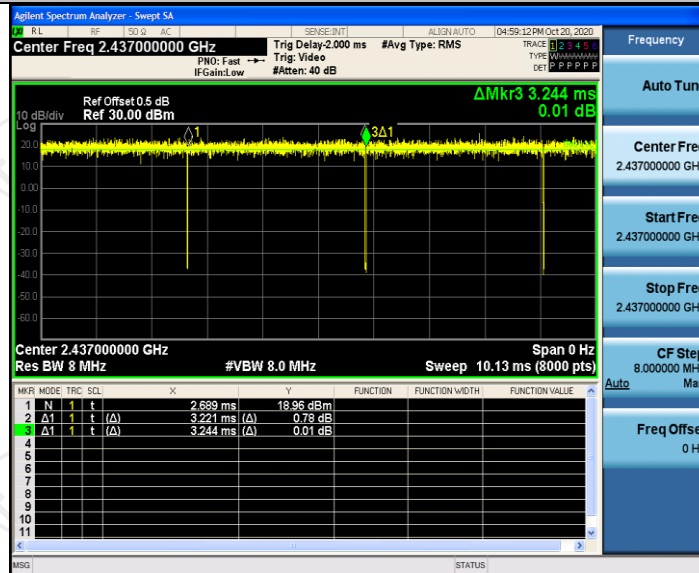 Agilent Spectrum Analyzer - Swept SA
RL RF 50 Ω AC SENSE:INT ALIGN AUTO 04:59:12 PM Oct 20, 2020
Center Freq 2.437000000 GHz
PNO: Fast
IFGain:Low
Trig Delay-2.000 ms
Trig: Video
#Atten: 40 dB
#Avg Type: RMS
TRACE 1 2 3 4 5 6
TYPE
DET P P P P P P
ΔMkr3 3.244 ms
0.01 dB
Ref Offset 0.5 dB
10 dB/div Ref 30.00 dBm
Log
1
3Δ1
20.0
10.0
0.00
-10.0
-20.0
-30.0
-40.0
-50.0
-60.0
Center 2.437000000 GHz Span 0 Hz
Res BW 8 MHz #VBW 8.0 MHz Sweep 10.13 ms (8000 pts)
MKR MODE TRC SCL X Y FUNCTION FUNCTION WIDTH FUNCTION VALUE
1 N 1 t 2.689 ms 18.96 dBm
2 Δ1 1 t (Δ) 3.221 ms (Δ) 0.78 dB
3 Δ1 1 t (Δ) 3.244 ms (Δ) 0.01 dB
4
5
6
7
8
9
10
11
MSG STATUS
Frequency
Auto Tun
Center Fre
2.437000000 GH
Start Fre
2.437000000 GH
Stop Fre
2.437000000 GH
CF Step
8.000000 MH
Auto Ma
Freq Offse
0 H